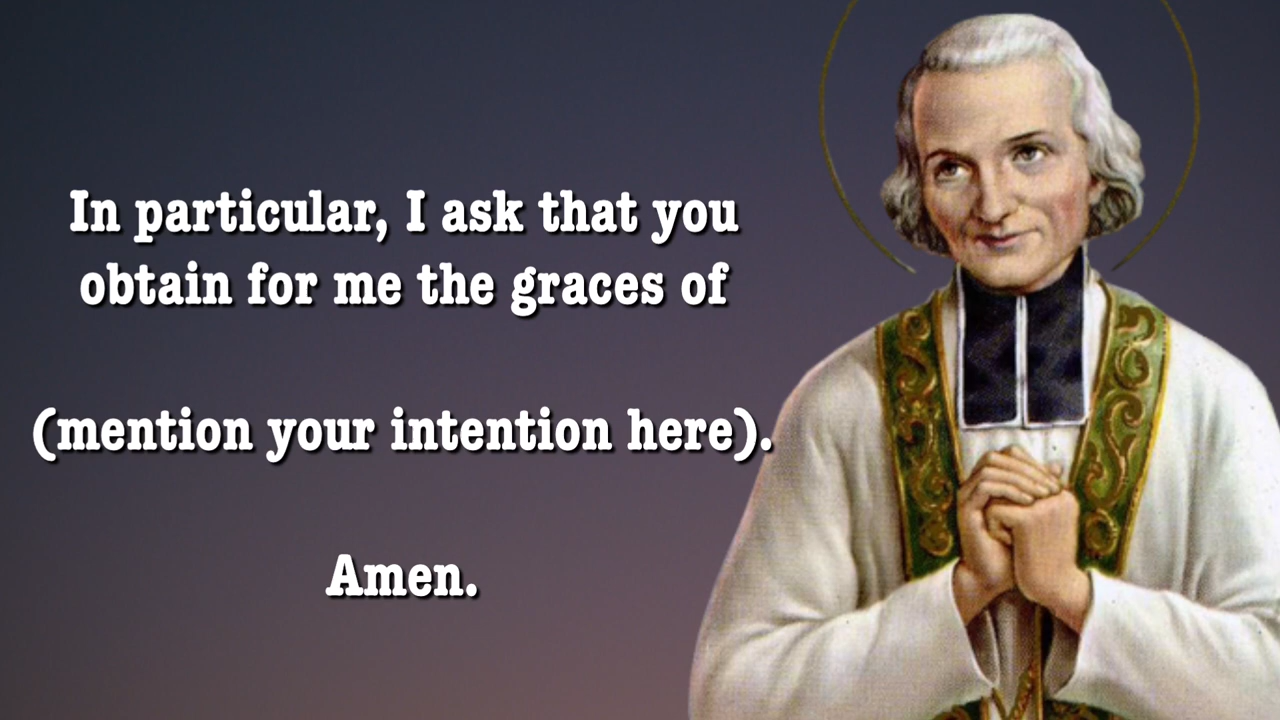 In particular, I ask that you
obtain for me the graces of
(mention your intention here).
Amen.